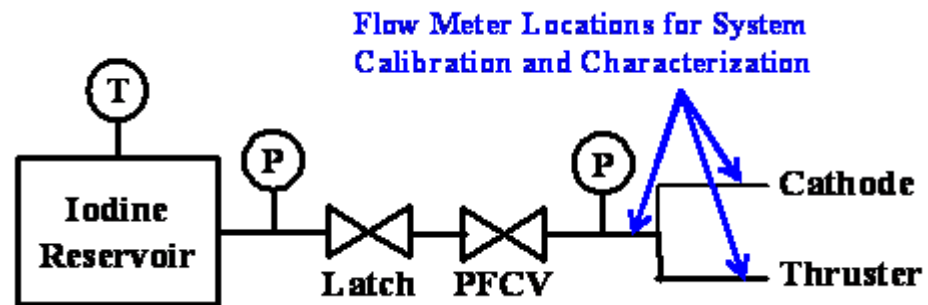 Flow Meter Locations for System
Calibration and Characterization
T
P
P
Iodine
Reservoir
Latch
PFCV
Cathode
Thruster